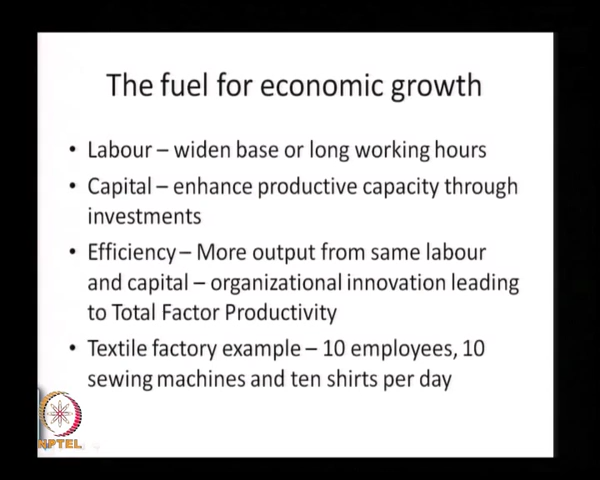 The fuel for economic growth
• Labour – widen base or long working hours
• Capital – enhance productive capacity through
investments
• Efficiency – More output from same labour
and capital – organizational innovation leading
to Total Factor Productivity
• Textile factory example – 10 employees, 10
sewing machines and ten shirts per day
NPTEL